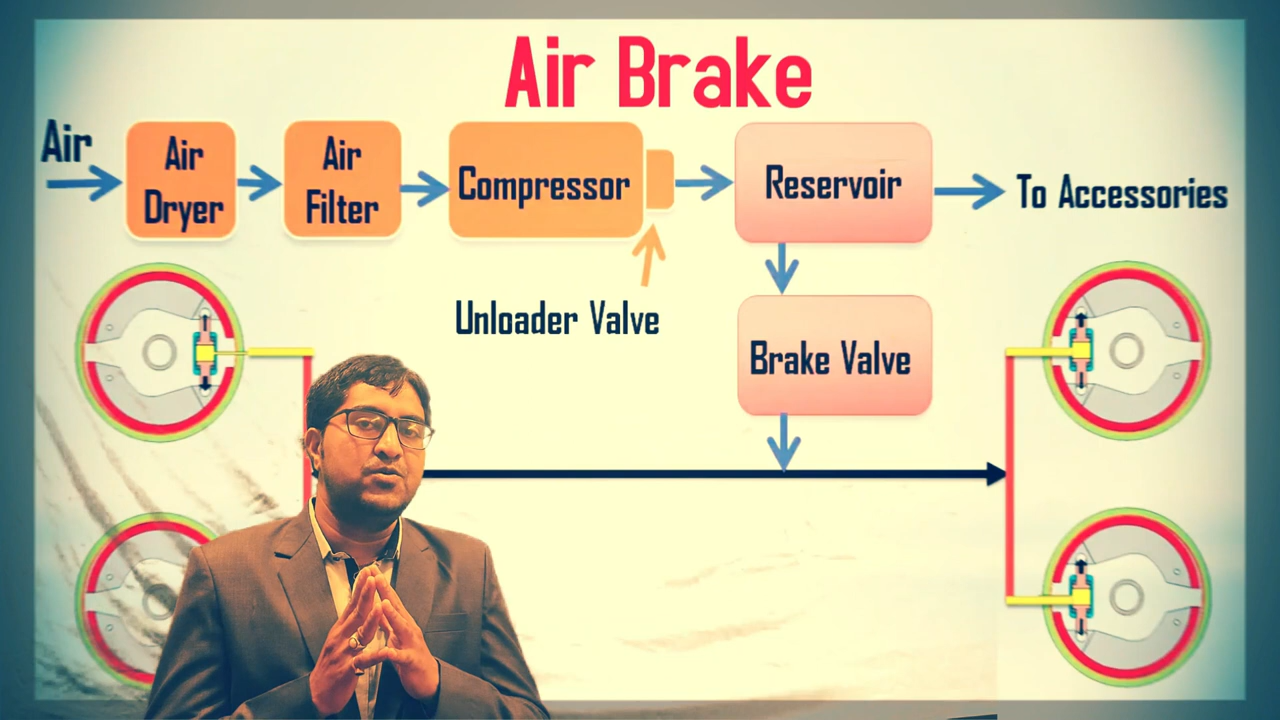 Air Brake
Air
Air
Dryer
Air
Filter
Compressor
Reservoir
To Accessories
Unloader Valve
Brake Valve